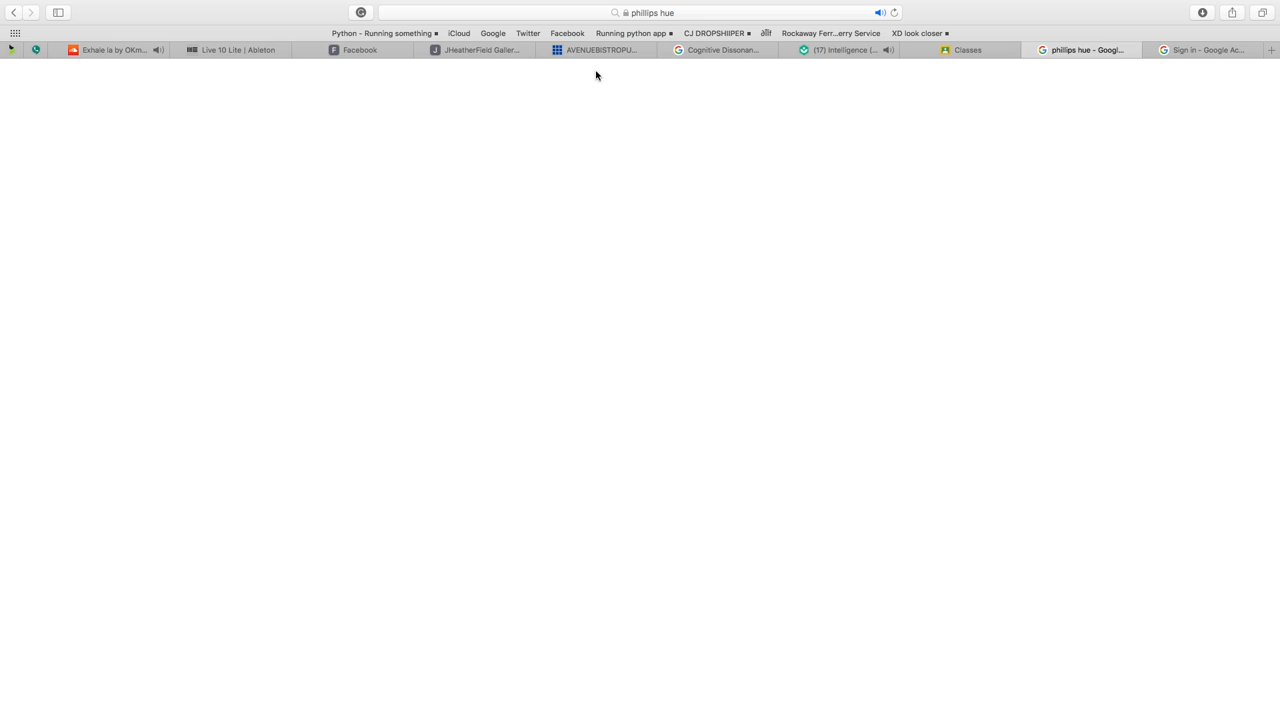 phillips hue
Python - Running something iCloud Google Twitter Facebook Running python app CJ DROPSHIIPER Rockaway Ferr...erry Service XD look closer
Exhale ia by OKm... Live 10 Lite | Ableton Facebook JHeatherField Galler... AVENUEBISTROPU... Cognitive Dissonan... (17) Intelligence (... Classes phillips hue - Googl... Sign in - Google Ac...